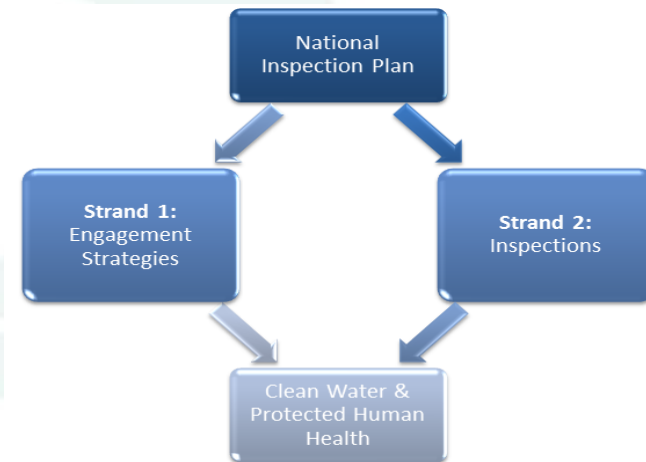 National
Inspection Plan
Strand 1:
Engagement
Strategies
Strand 2:
Inspections
Clean Water &
Protected Human
Health